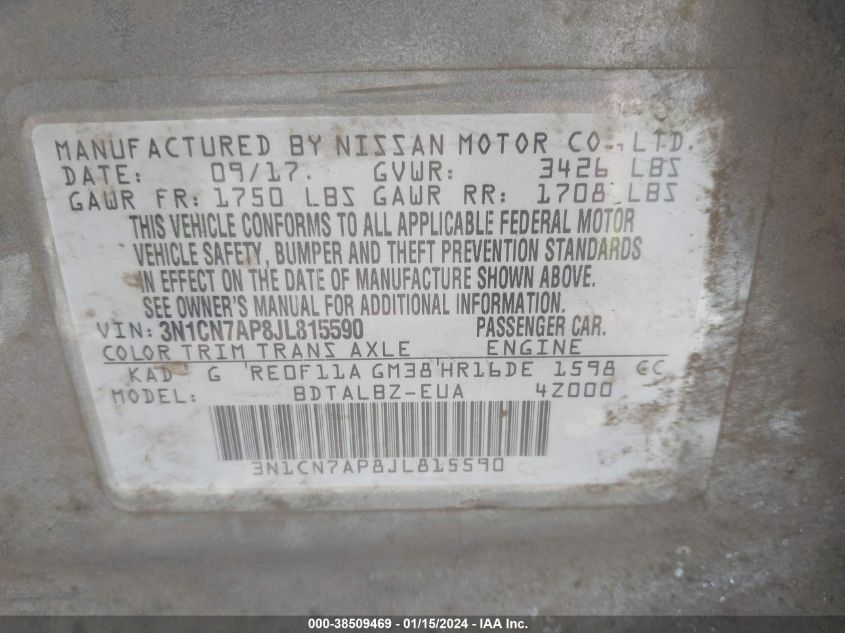 MANUFACTURED BY NISSAN MOTOR CO., LTD.
DATE: 09/17. GVWR: 3426 LBS
GAWR FR: 1750 LBS GAWR RR: 1708 LBS
THIS VEHICLE CONFORMS TO ALL APPLICABLE FEDERAL MOTOR
VEHICLE SAFETY, BUMPER AND THEFT PREVENTION STANDARDS
IN EFFECT ON THE DATE OF MANUFACTURE SHOWN ABOVE.
SEE OWNER'S MANUAL FOR ADDITIONAL INFORMATION.
VIN: 3N1CN7AP8JL815590 PASSENGER CAR.
COLOR TRIM TRANS AXLE ENGINE
KAD G RE0F11A GM38 HR16DE 1598 CC
MODEL: BDTALBZ-EUA 4Z000
3N1CN7AP8JL815590
000-38509469 - 01/15/2024 - IAA, Inc.